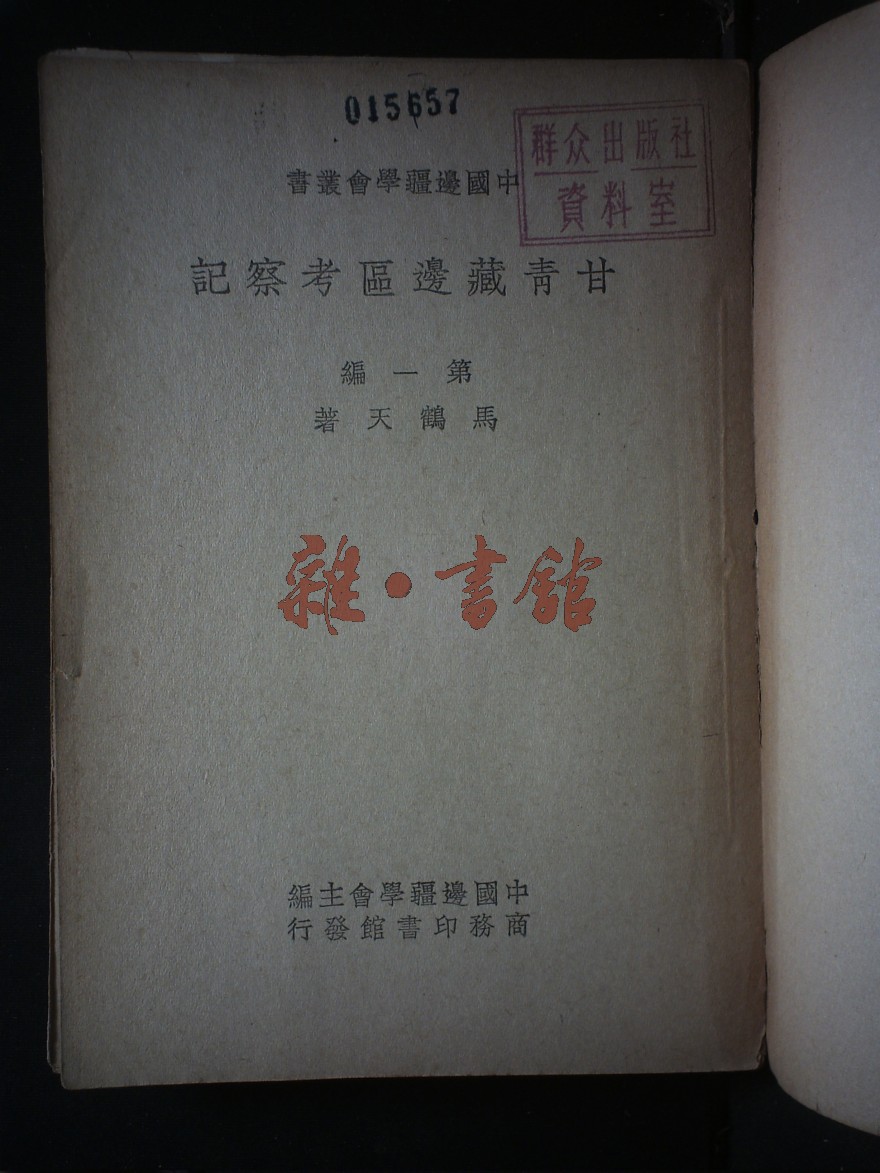 015657
群众出版社
資料室
中國邊疆學會叢書
甘青藏邊區考察記
第一編
馬鶴天著
雜·書館
中國邊疆學會主編
商務印書館發行